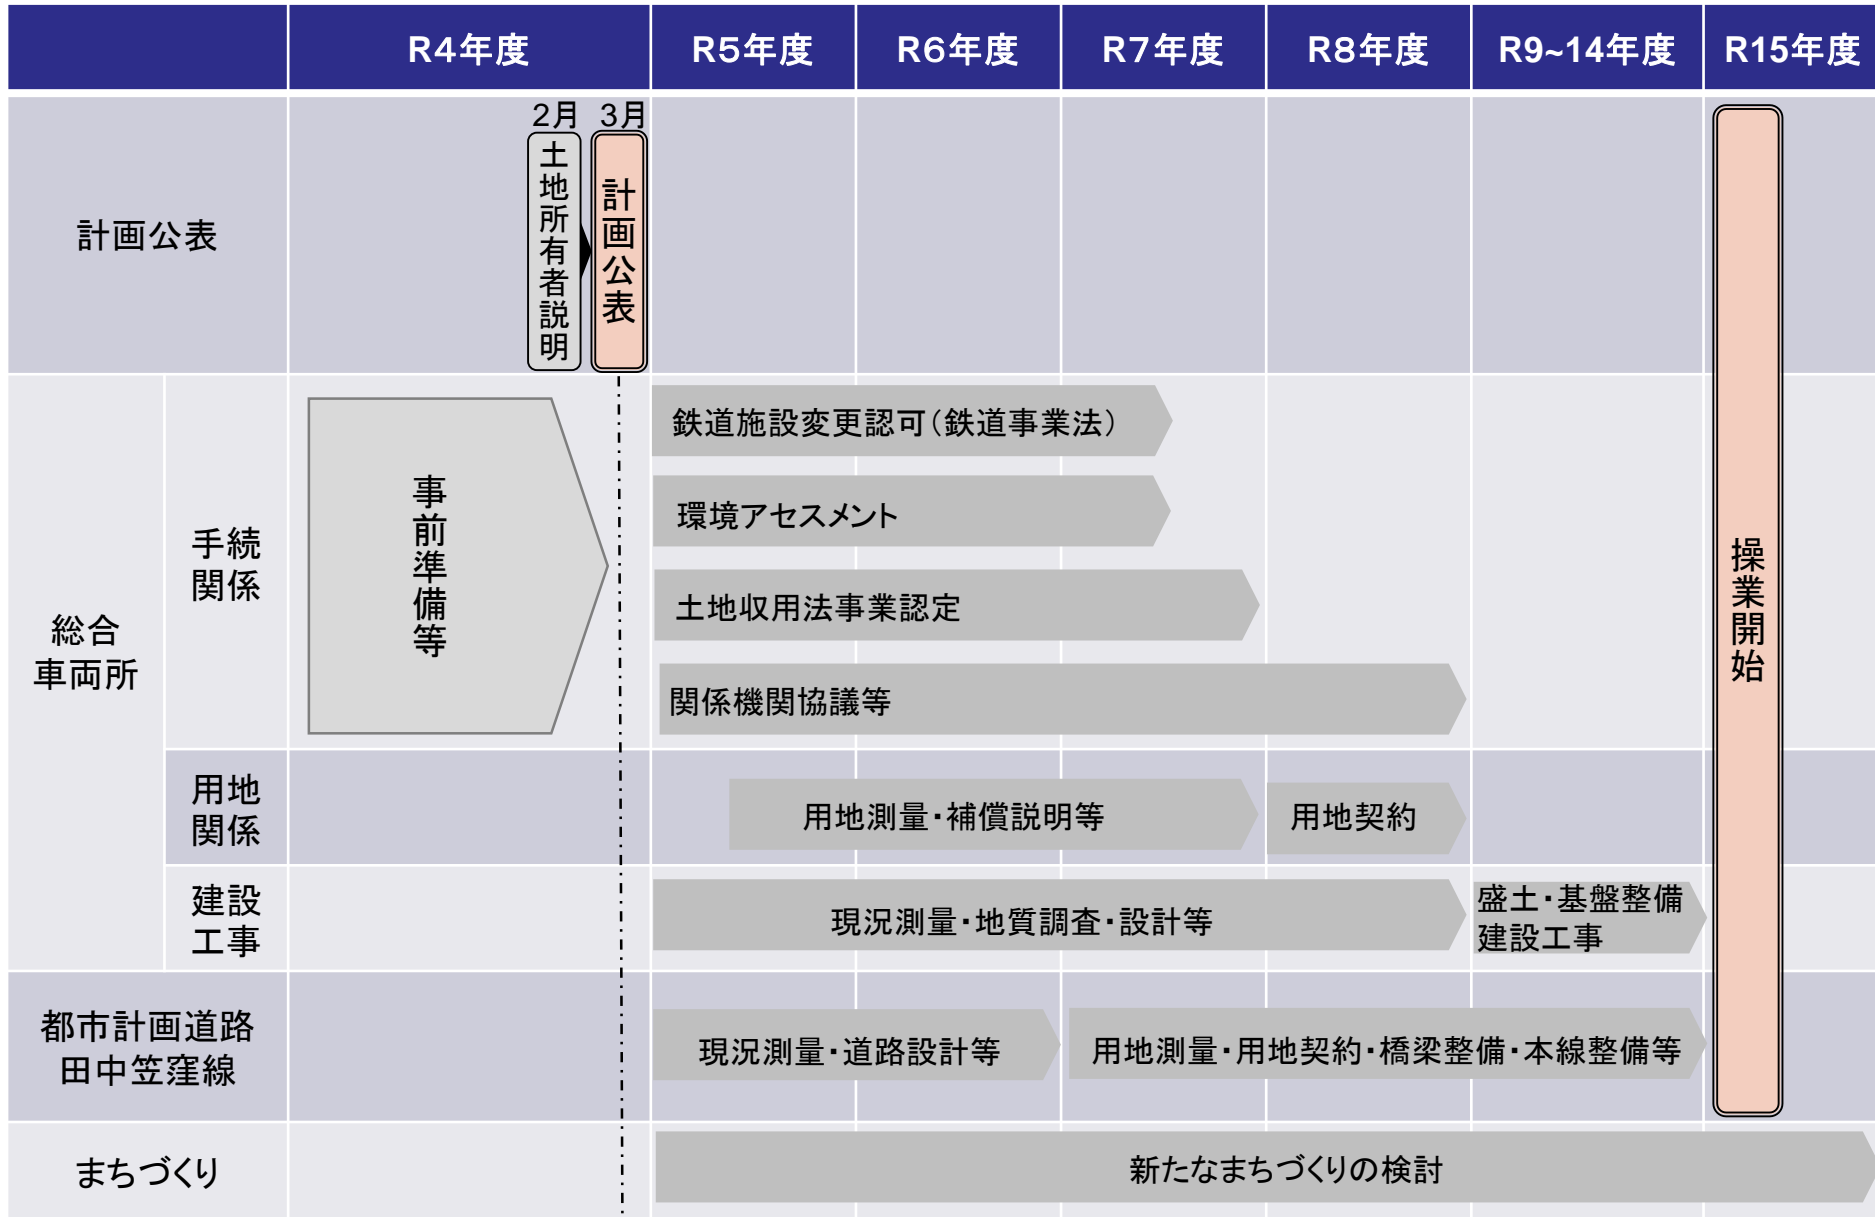 R4年度
R5年度
R6年度
R7年度
R8年度
R9~14年度
R15年度
計画公表
2月
3月
土地所有者説明
計画公表
操業開始
総合
車両所
手続
関係
事前準備等
鉄道施設変更認可（鉄道事業法）
環境アセスメント
土地収用法事業認定
関係機関協議等
用地
関係
用地測量・補償説明等
用地契約
建設
工事
現況測量・地質調査・設計等
盛土・基盤整備
建設工事
都市計画道路
田中笠窪線
現況測量・道路設計等
用地測量・用地契約・橋梁整備・本線整備等
まちづくり
新たなまちづくりの検討